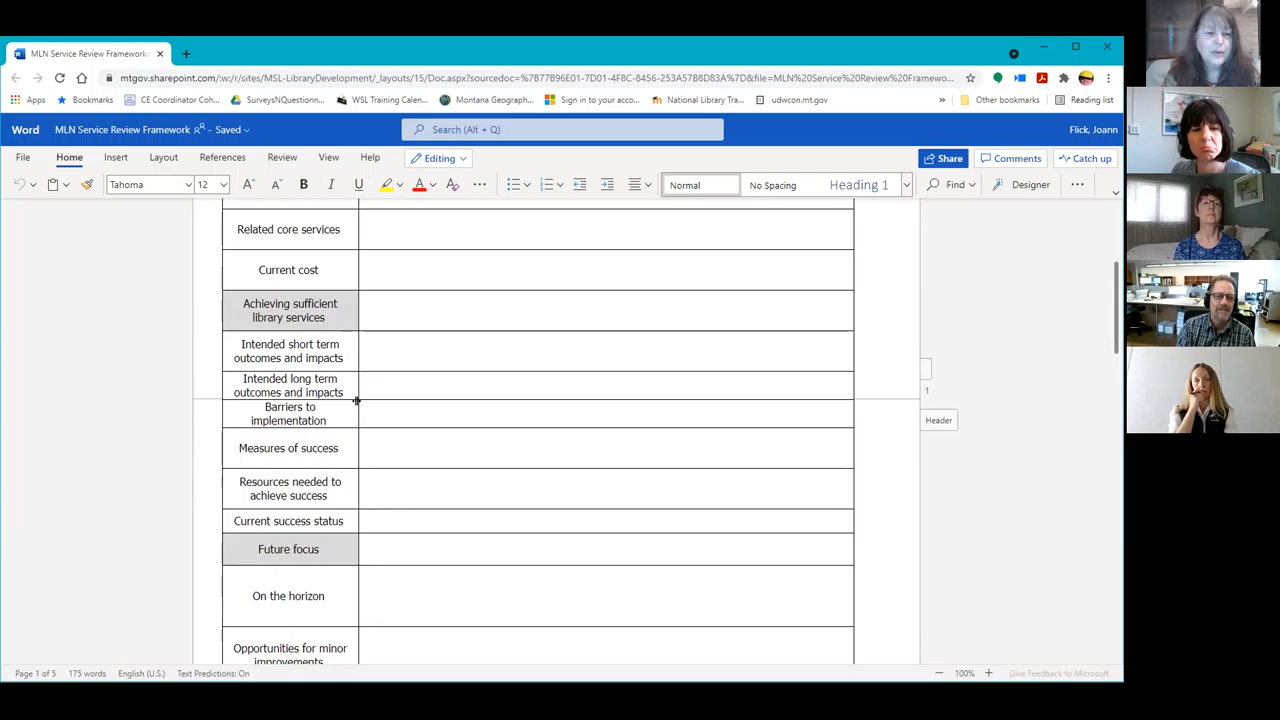 MLN Service Review Framework
mtgov.sharepoint.com/:w:/r/sites/MSL-LibraryDevelopment/_layouts/15/Doc.aspx?sourcedoc=%7B77B96E01-7D01-4F8C-8456-253A57B8D83A%7D&file=MLN%20Service%20Review%20Framewo...
Apps
Bookmarks
CE Coordinator Coh...
SurveysNQuestionn...
WSL Training Calen...
Montana Geograph...
Sign in to your acco...
National Library Tra...
udwcon.mt.gov
»
Other bookmarks
Reading list
Word
MLN Service Review Framework
- Saved
Search (Alt + Q)
Flick, Joann
File
Home
Insert
Layout
References
Review
View
Help
Editing
Share
Comments
Catch up
Tahoma
12
B
I
U
A
Normal
No Spacing
Heading 1
Find
Designer
Related core services
Current cost
Achieving sufficient
library services
Intended short term
outcomes and impacts
Intended long term
outcomes and impacts
Barriers to
implementation
Measures of success
Resources needed to
achieve success
Current success status
Future focus
On the horizon
Opportunities for minor
improvements
1
Header
Page 1 of 5
175 words
English (U.S.)
Text Predictions: On
100%
Give Feedback to Microsoft